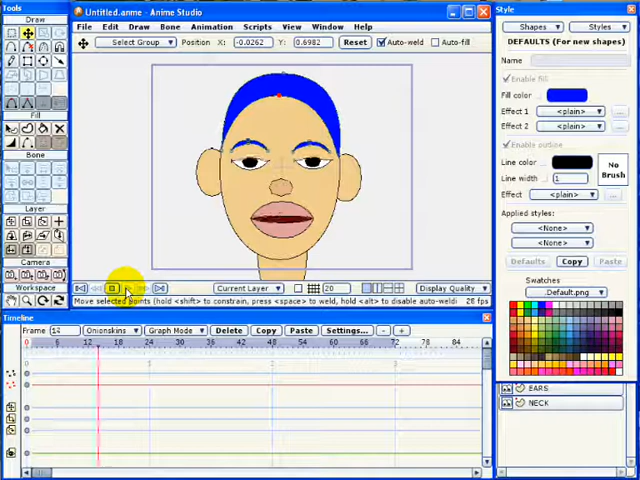 Tools
Draw
Fill
Bone
Layer
Camera
Workspace
Untitled.anme - Anime Studio
File Edit Draw Bone Animation Scripts View Window Help
Select Group Position X: -0.0262 Y: 0.6982 Reset Auto-weld Auto-fill
Current Layer 20 Display Quality
Move selected points (hold <shift> to constrain, press <space> to weld, hold <alt> to disable auto-weldi 28 fps
Timeline
Frame Onionskins Graph Mode Delete Copy Paste Settings... - +
0 6 12 18 24 30 36 42 48 54 60 66 72 78 84
1 2 3
Style
Shapes Styles
DEFAULTS (For new shapes)
Name
Enable fill
Fill color
Effect 1 <plain> ...
Effect 2 <plain> ...
Enable outline
Line color
Line width 1
No
Brush
Effect <plain> ...
Applied styles:
<None>
<None>
Defaults Copy Paste
Swatches
.Default.png
EARS
NECK